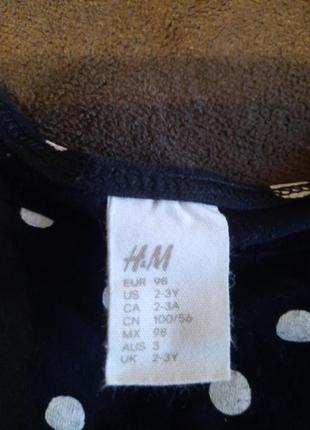 H&M
EUR 98
US 2-3Y
CA 2-3A
CN 100/56
MX 98
AUS 3
UK 2-3Y